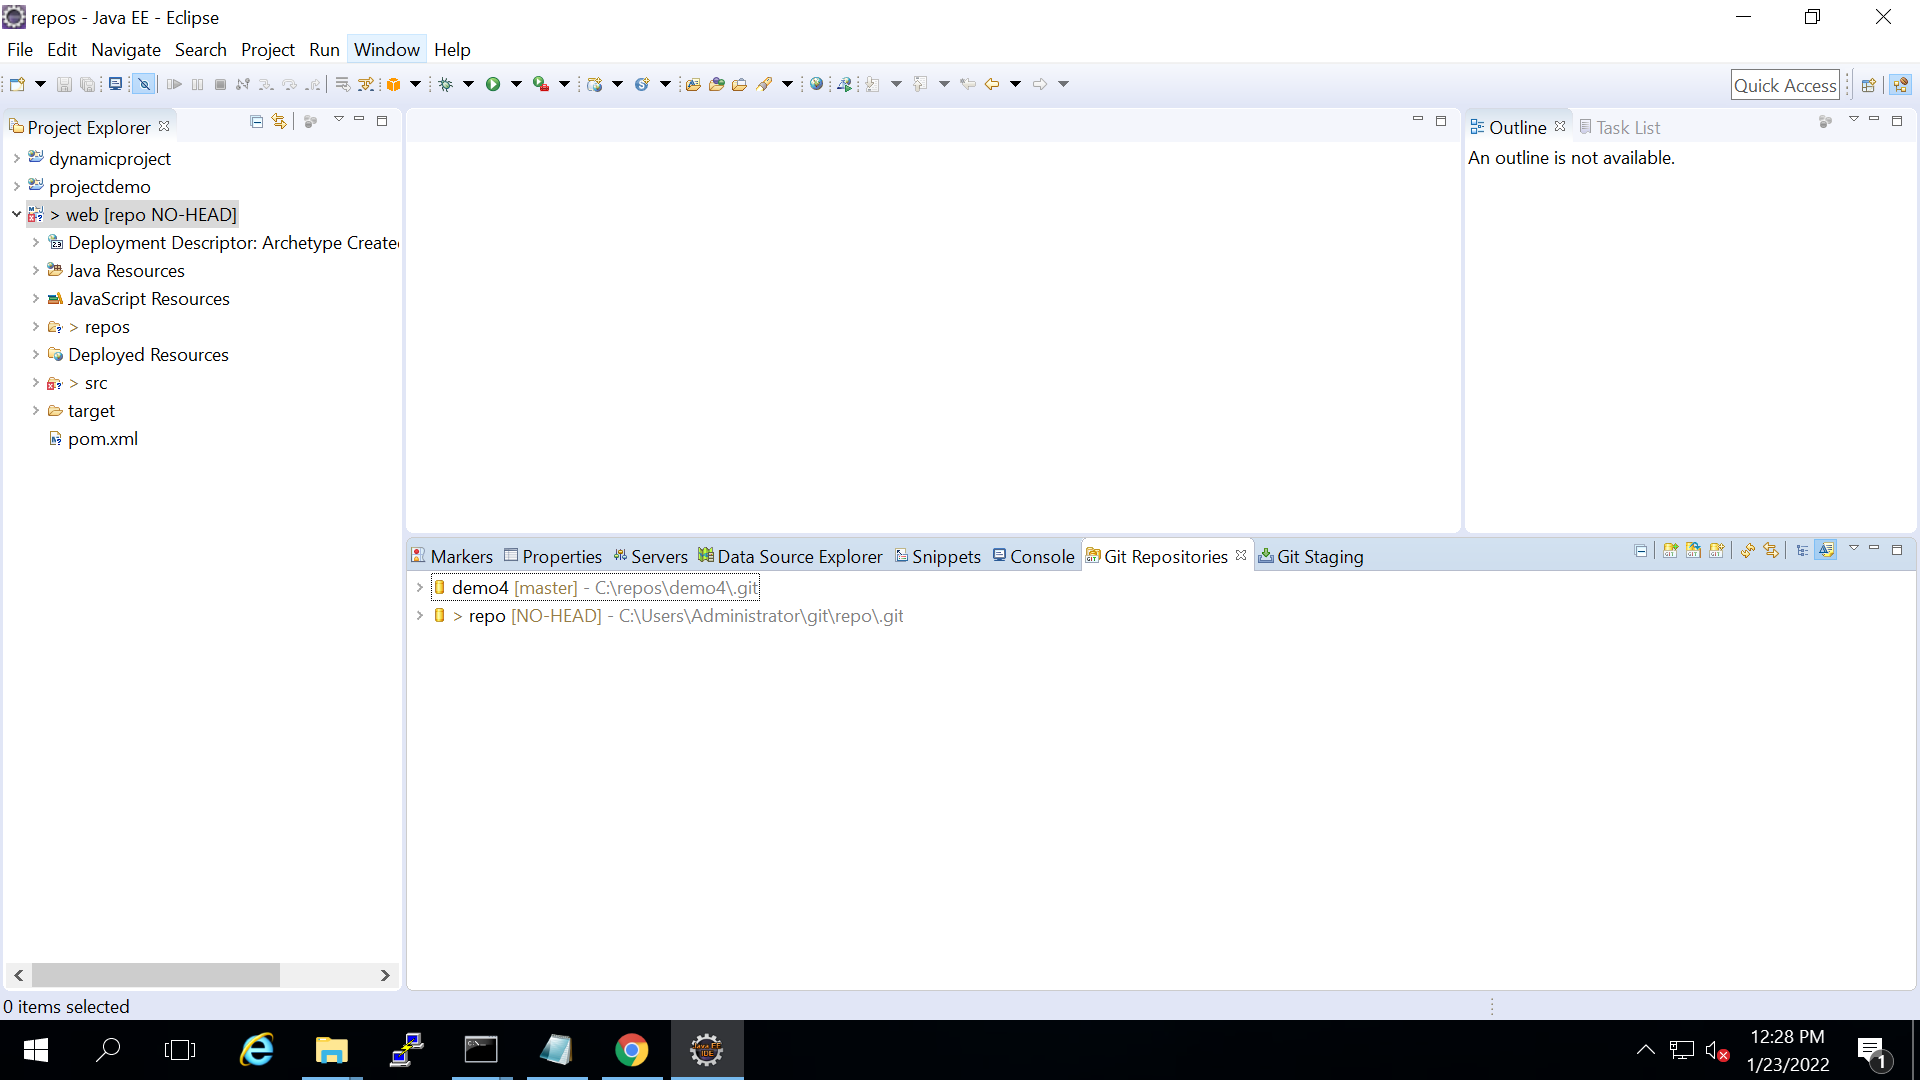 repos - Java EE - Eclipse
File Edit Navigate Search Project Run Window Help
Quick Access
Project Explorer
dynamicproject
projectdemo
> web [repo NO-HEAD]
Deployment Descriptor: Archetype Create
Java Resources
JavaScript Resources
> repos
Deployed Resources
> src
target
pom.xml
Outline Task List
An outline is not available.
Markers Properties Servers Data Source Explorer Snippets Console Git Repositories Git Staging
demo4 [master] - C:\repos\demo4\.git
> repo [NO-HEAD] - C:\Users\Administrator\git\repo\.git
0 items selected
12:28 PM
1/23/2022
1